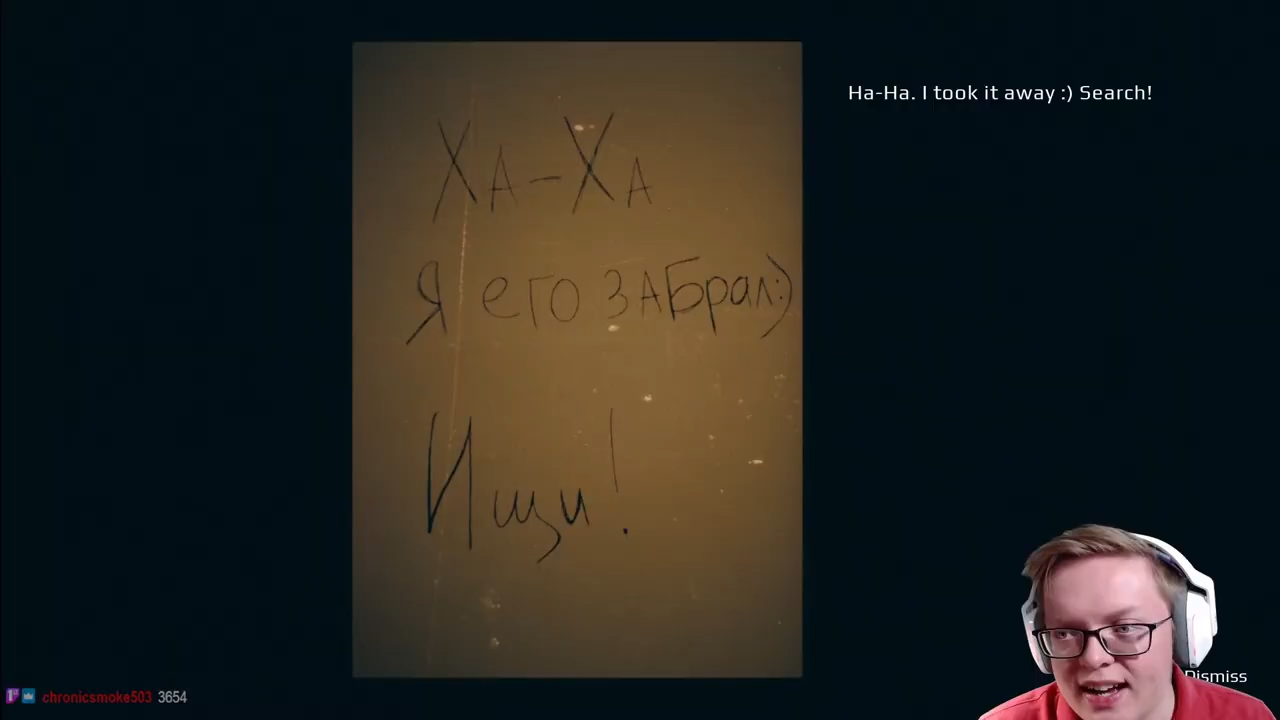 Ха-Ха
Я его забрал:)
Ищи!
Ha-Ha. I took it away :) Search!
chronicsmoke503 3654
Dismiss